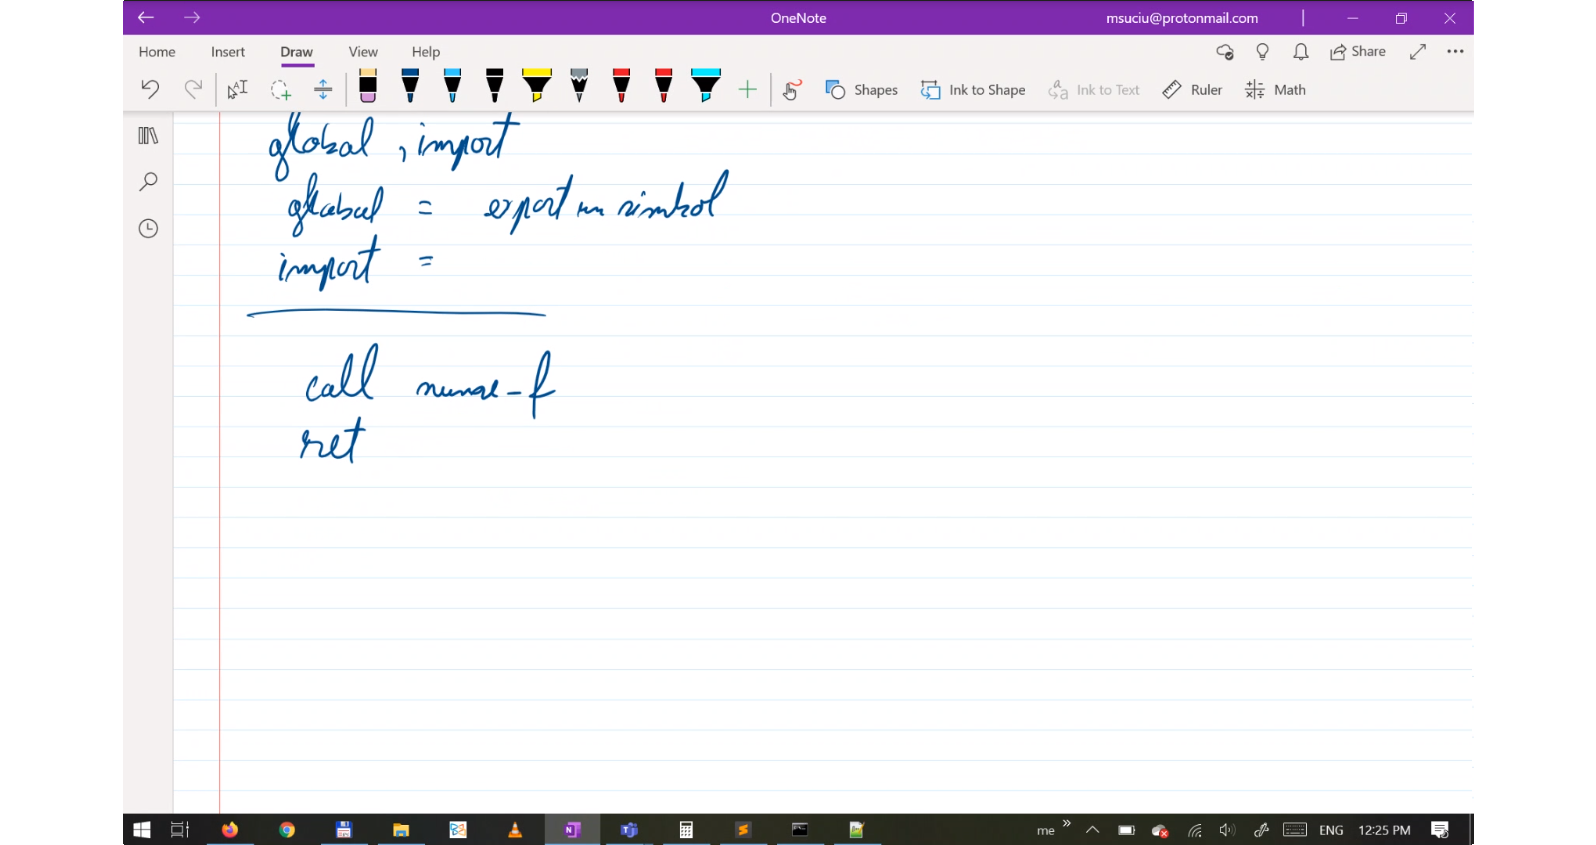 OneNote
msuciu@protonmail.com
Home Insert Draw View Help
Share
Shapes Ink to Shape Ink to Text Ruler Math
global , import
global = export un simbol
import =
call nume_f
ret
me ENG 12:25 PM